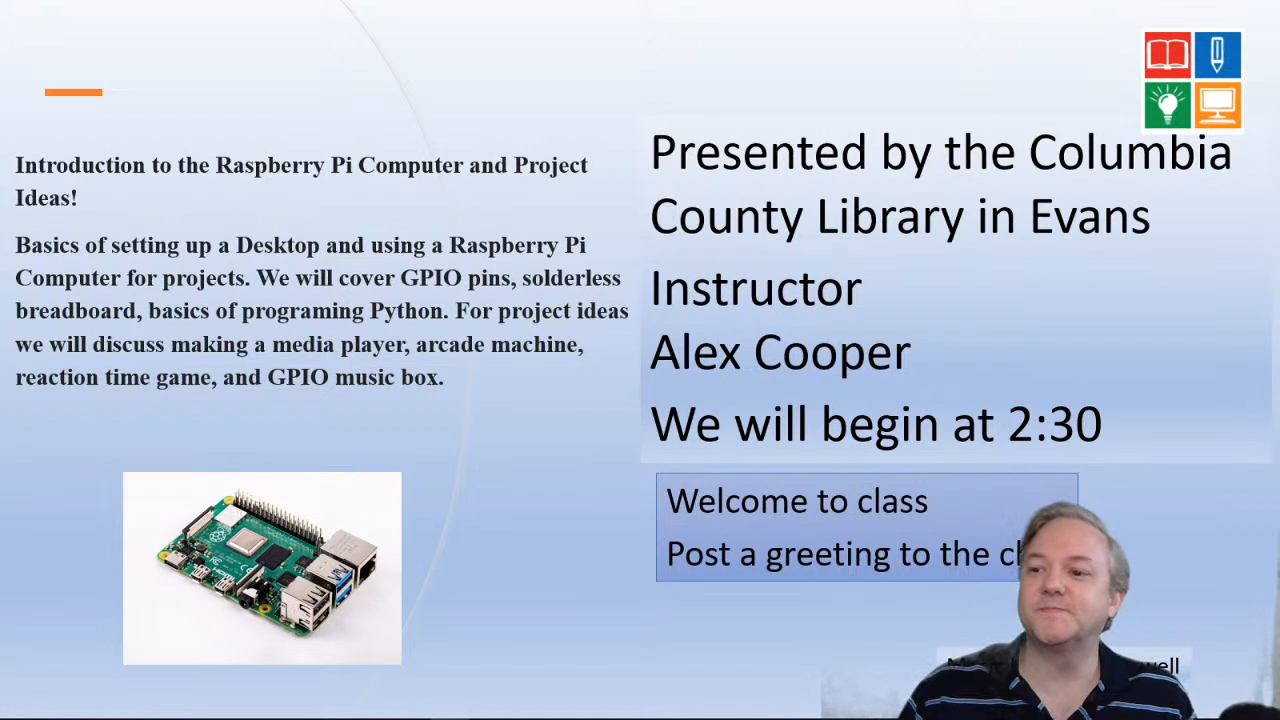 Introduction to the Raspberry Pi Computer and Project
Ideas!
Basics of setting up a Desktop and using a Raspberry Pi
Computer for projects. We will cover GPIO pins, solderless
breadboard, basics of programing Python. For project ideas
we will discuss making a media player, arcade machine,
reaction time game, and GPIO music box.
Presented by the Columbia
County Library in Evans
Instructor
Alex Cooper
We will begin at 2:30
Welcome to class
Post a greeting to the